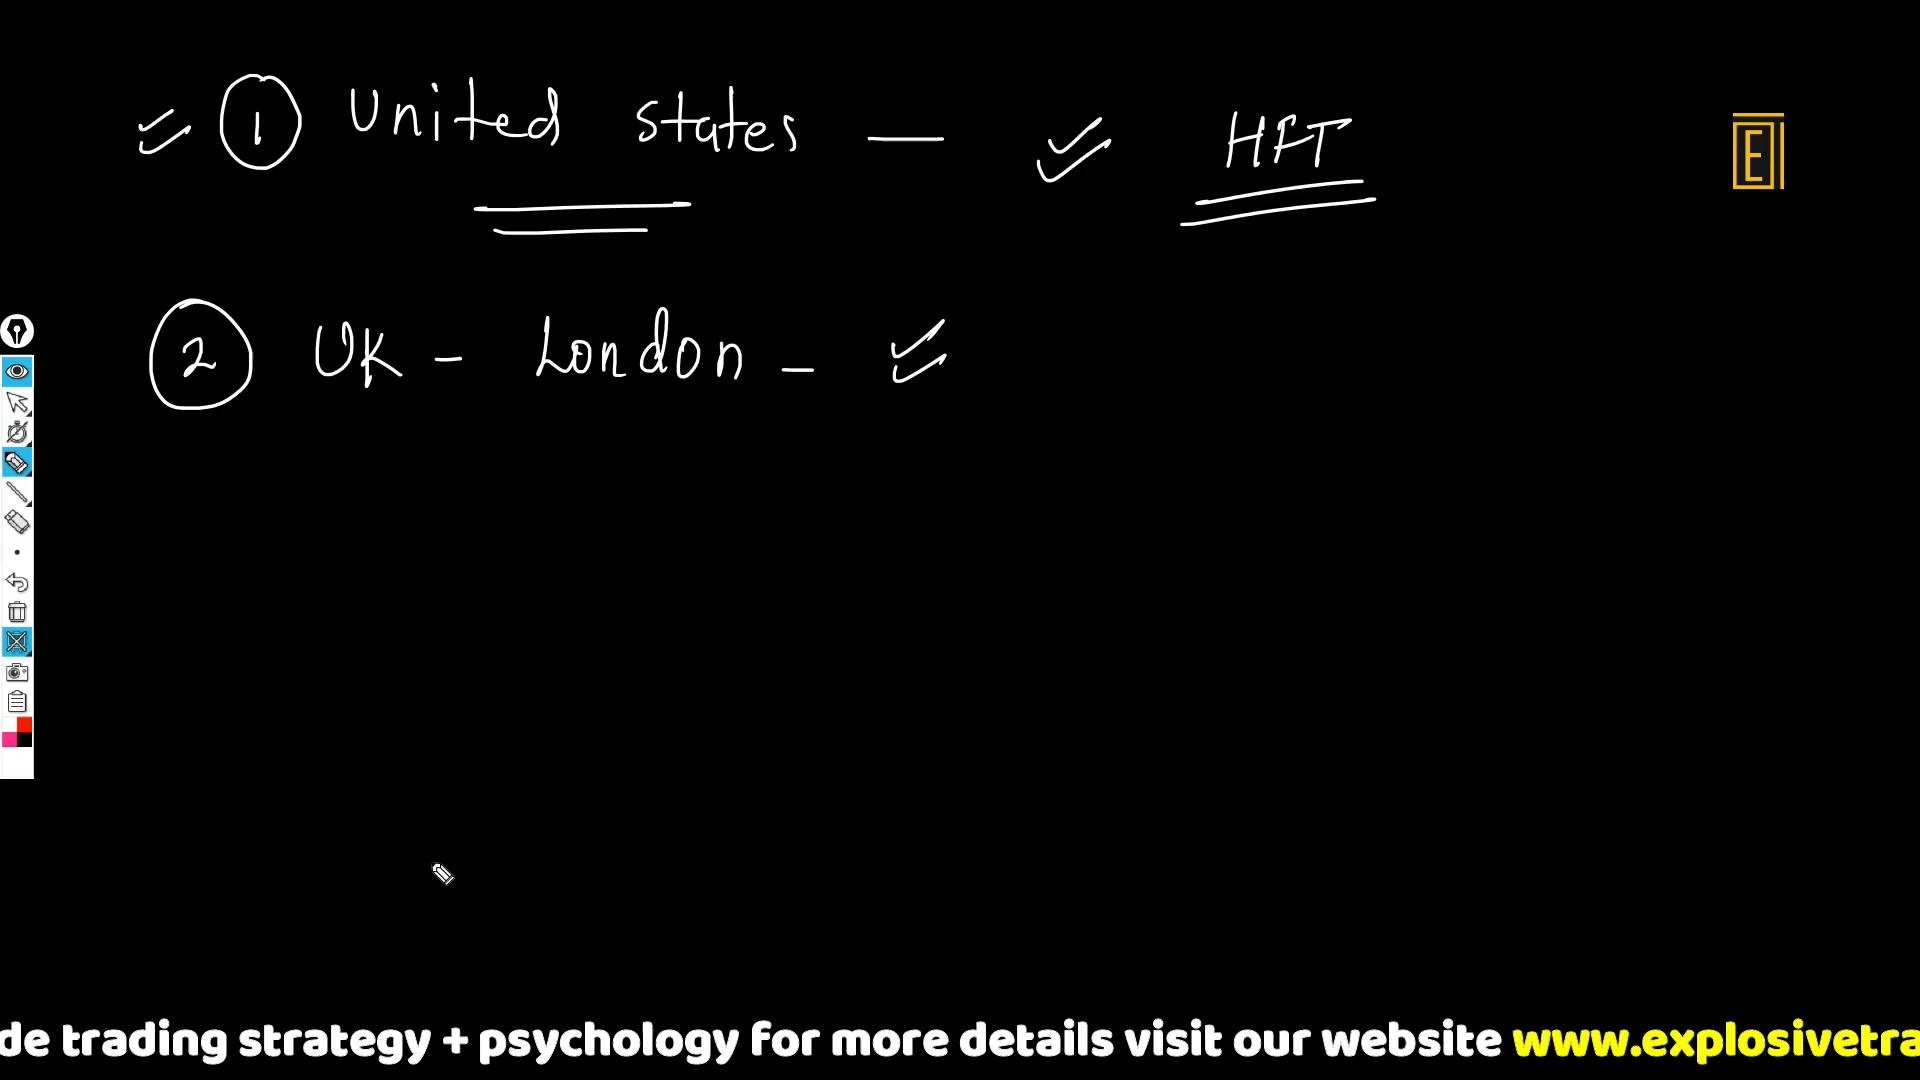 1 United states — HFT
E
2 UK - London -
de trading strategy + psychology for more details visit our website www.explosivetra